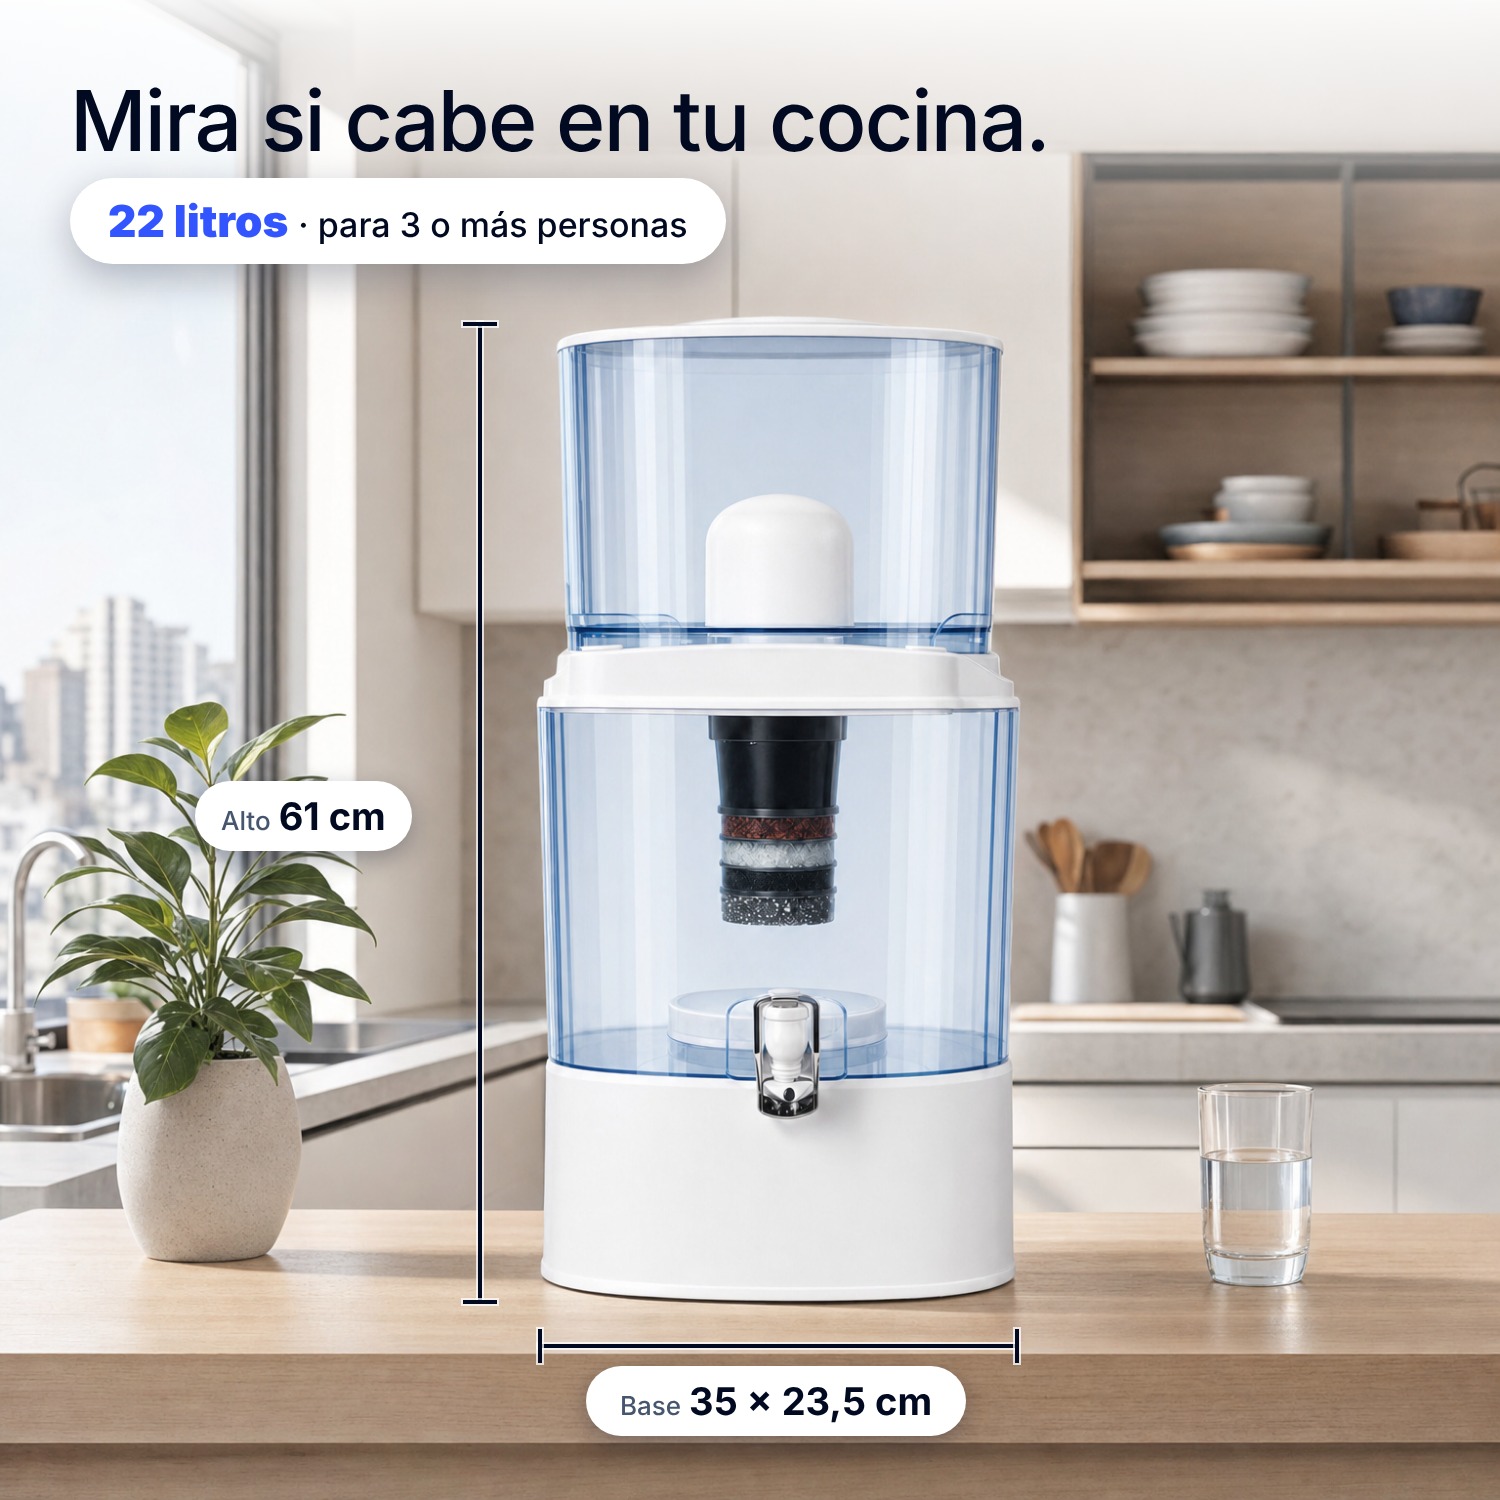 Mira si cabe en tu cocina.
22 litros · para 3 o más personas
Alto 61 cm
Base 35 × 23,5 cm